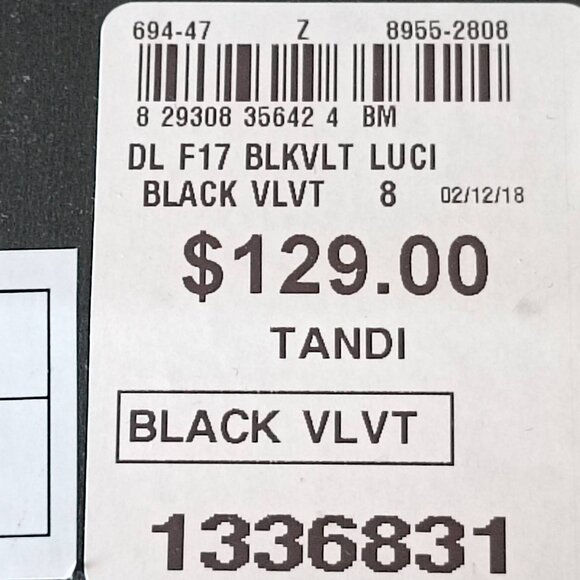 694-47 Z 8955-2808
8 29308 35642 4 BM
DL F17 BLKVLT LUCI
BLACK VLVT 8 02/12/18
$129.00
TANDI
BLACK VLVT
1336831